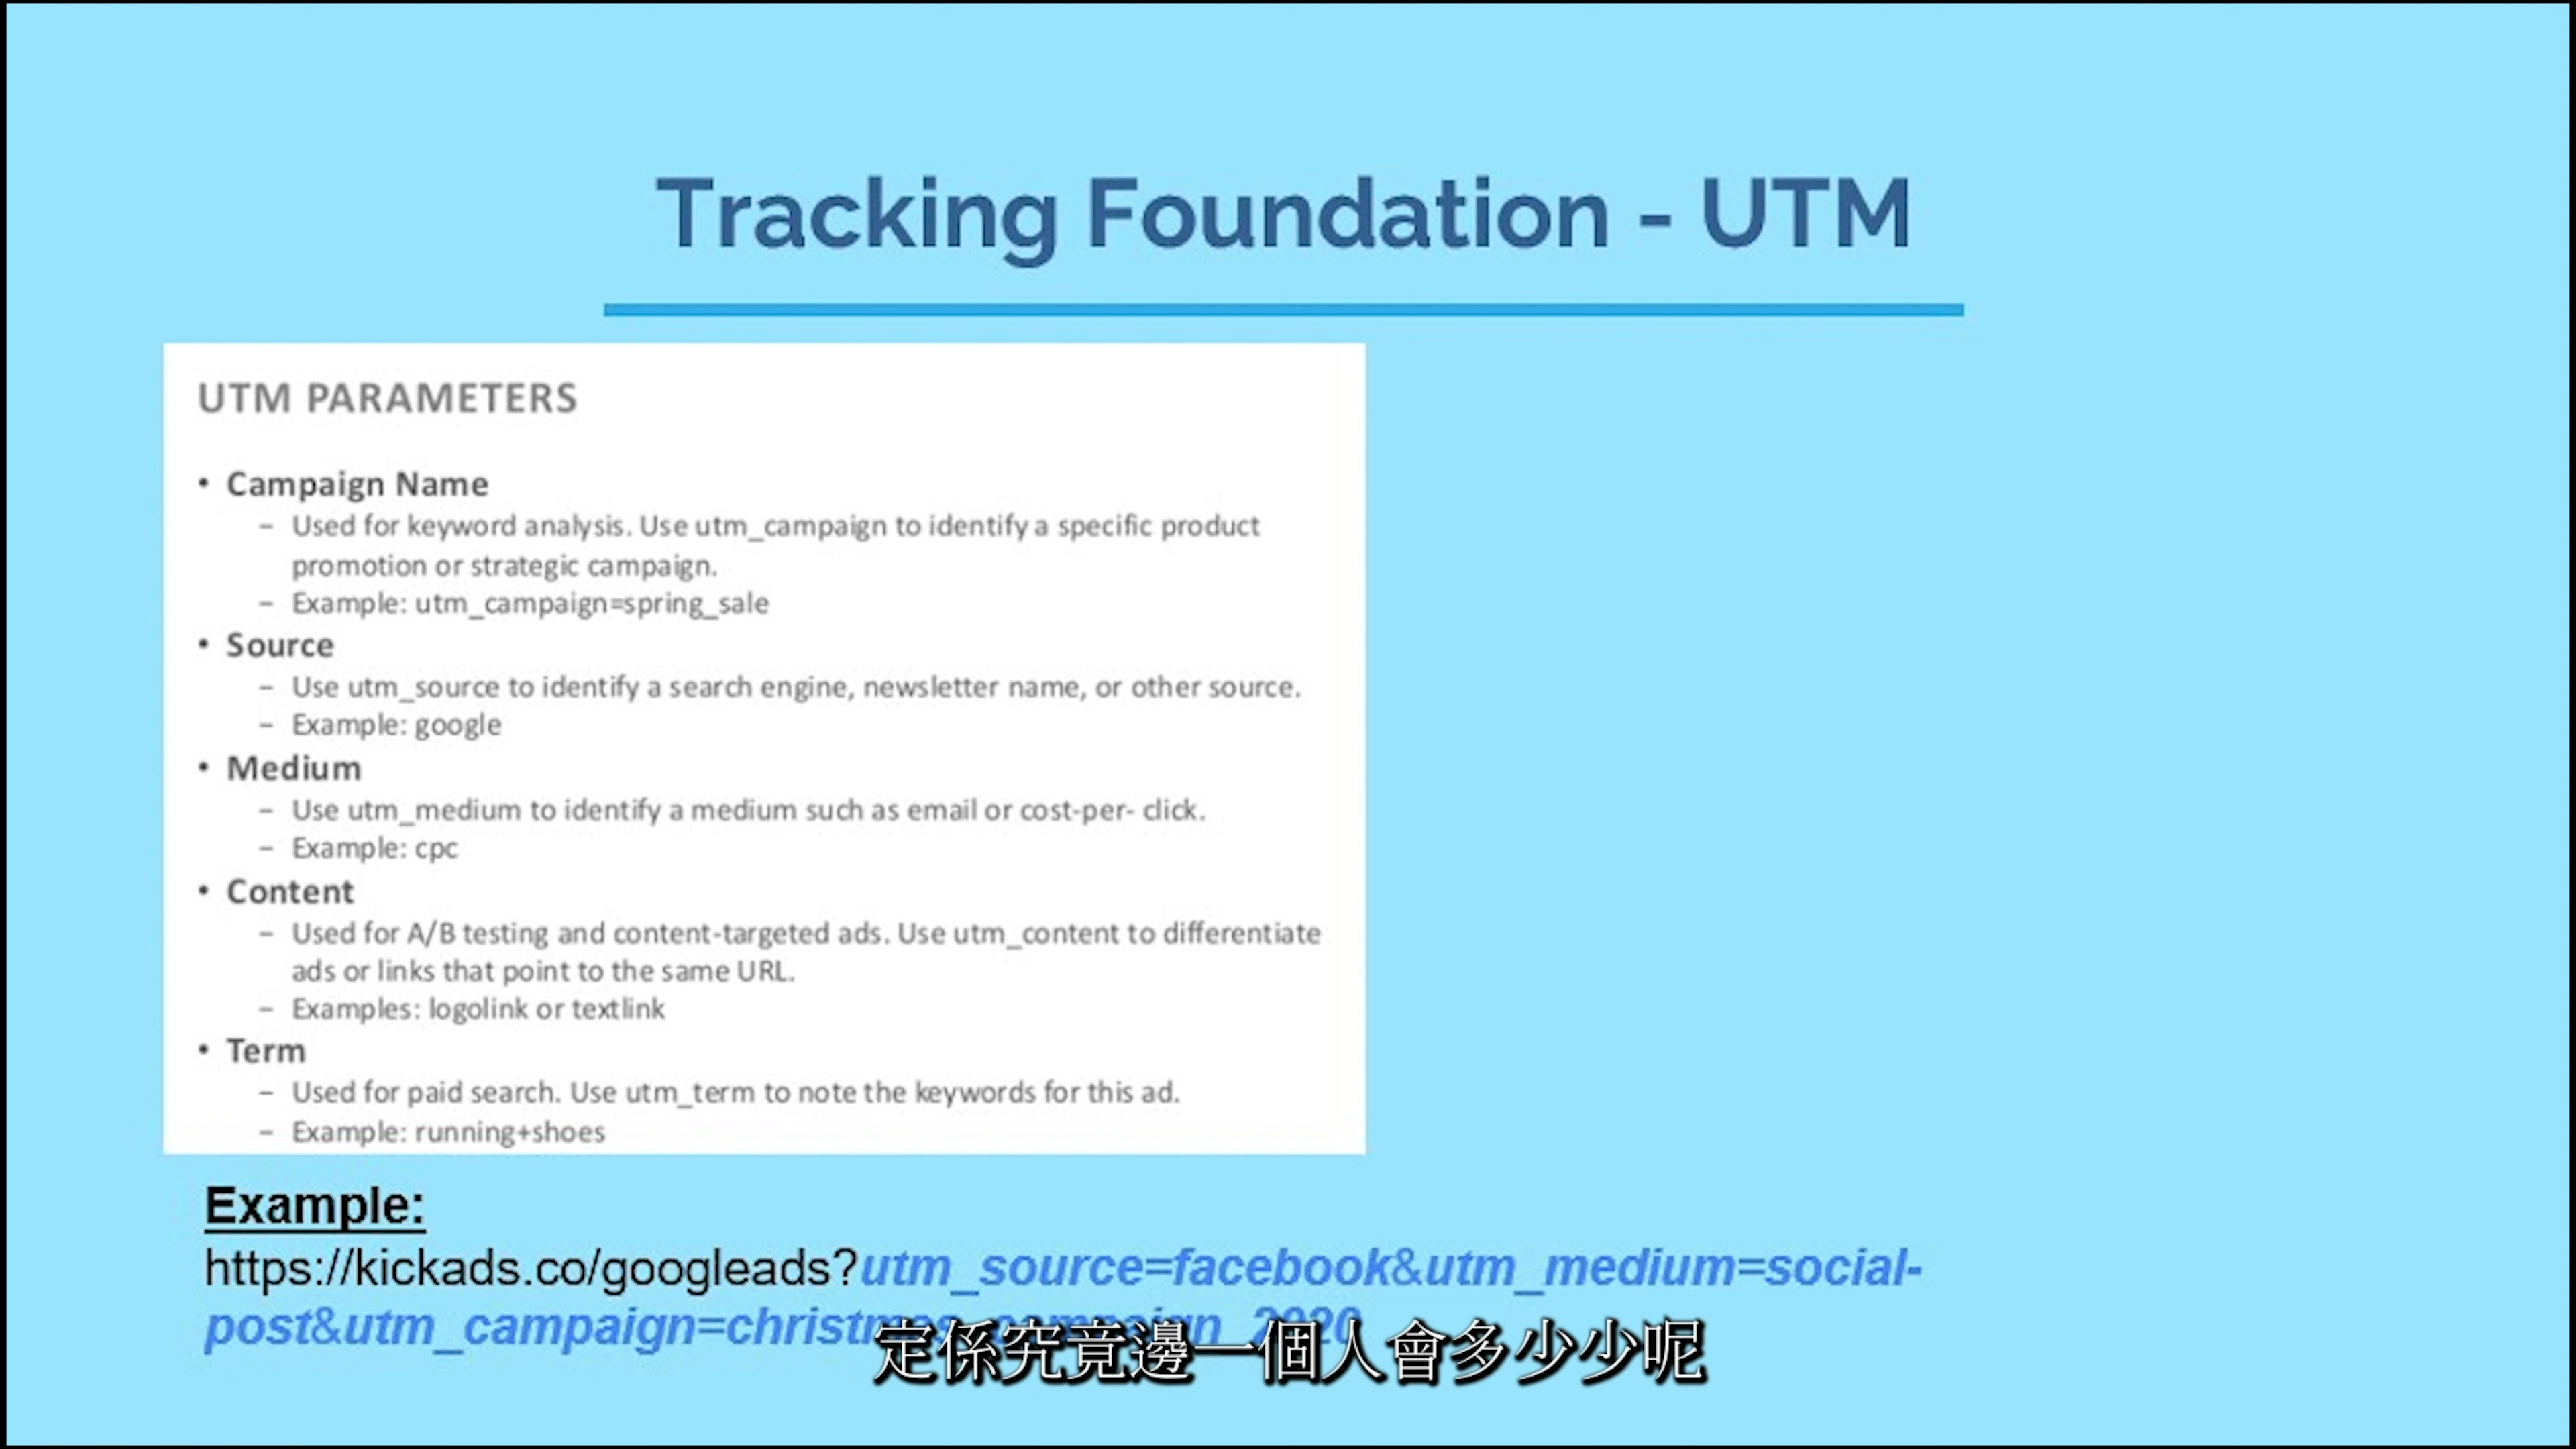 Tracking Foundation - UTM
UTM PARAMETERS
• Campaign Name
– Used for keyword analysis. Use utm_campaign to identify a specific product
promotion or strategic campaign.
– Example: utm_campaign=spring_sale
• Source
– Use utm_source to identify a search engine, newsletter name, or other source.
– Example: google
• Medium
– Use utm_medium to identify a medium such as email or cost-per- click.
– Example: cpc
• Content
– Used for A/B testing and content-targeted ads. Use utm_content to differentiate
ads or links that point to the same URL.
– Examples: logolink or textlink
• Term
– Used for paid search. Use utm_term to note the keywords for this ad.
– Example: running+shoes
Example:
https://kickads.co/googleads?utm_source=facebook&utm_medium=social-
post&utm_campaign=christmas_campaign_2020
定係究竟邊一個人會多少少呢